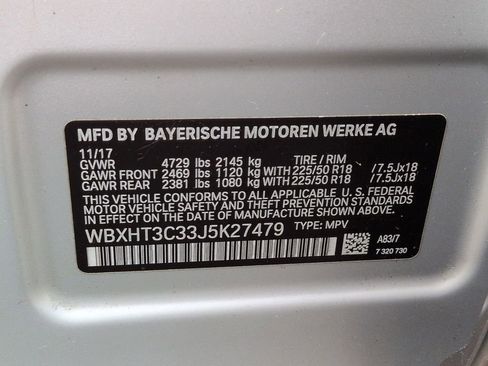 MFD BY BAYERISCHE MOTOREN WERKE AG
11/17
GVWR 4729 lbs 2145 kg TIRE / RIM
GAWR FRONT 2469 lbs 1120 kg WITH 225/50 R18 / 7.5Jx18
GAWR REAR 2381 lbs 1080 kg WITH 225/50 R18 / 7.5Jx18
THIS VEHICLE CONFORMS TO ALL APPLICABLE U. S. FEDERAL
MOTOR VEHICLE SAFETY, BUMPER, AND THEFT PREVENTION STANDARDS
IN EFFECT ON THE DATE OF MANUFACTURE SHOWN ABOVE.
WBXHT3C33J5K27479 TYPE: MPV
A83/7
7 320 730